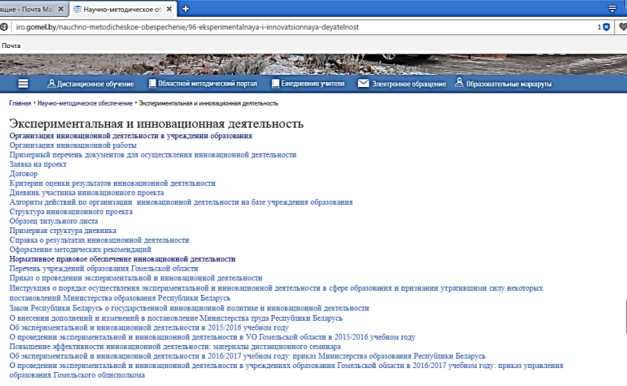 ящие - Почта Ма
Научно-методическое об
iro.gomel.by/nauchno-metodicheskoe-obespechenie/96-eksperimentalnaya-i-innovatsionnaya-deyatelnost
1
Почта
Дистанционное обучение Областной методический портал Ежедневник учителя Электронное обращение Образовательные маршруты
Главная Научно-методическое обеспечение Экспериментальная и инновационная деятельность
Экспериментальная и инновационная деятельность
Организация инновационной деятельности в учреждении образования
Организация инновационной работы
Примерный перечень документов для осуществления инновационной деятельности
Заявка на проект
Договор
Критерии оценки результатов инновационной деятельности
Дневник участника инновационного проекта
Алгоритм действий по организации инновационной деятельности на базе учреждения образования
Структура инновационного проекта
Образец титульного листа
Примерная структура дневника
Справка о результатах инновационной деятельности
Оформление методических рекомендаций
Нормативное правовое обеспечение инновационной деятельности
Перечень учреждений образования Гомельской области
Приказ о проведении экспериментальной и инновационной деятельности
Инструкция о порядке осуществления экспериментальной и инновационной деятельности в сфере образования и признании утратившими силу некоторых
постановлений Министерства образования Республики Беларусь
Закон Республики Беларусь о государственной инновационной политике и инновационной деятельности
О внесении дополнений и изменений в постановление Министерства труда Республики Беларусь
Об экспериментальной и инновационной деятельности в 2015/2016 учебном году
О проведении экспериментальной и инновационной деятельности в УО Гомельской области в 2015/2016 учебном году
Повышение эффективности инновационной деятельности: материалы дистанционного семинара
Об экспериментальной и инновационной деятельности в 2016/2017 учебном году: приказ Министерства образования Республики Беларусь
О проведении экспериментальной и инновационной деятельности в учреждениях образования Гомельской области в 2016/2017 учебном году: приказ управления
образования Гомельского облисполкома